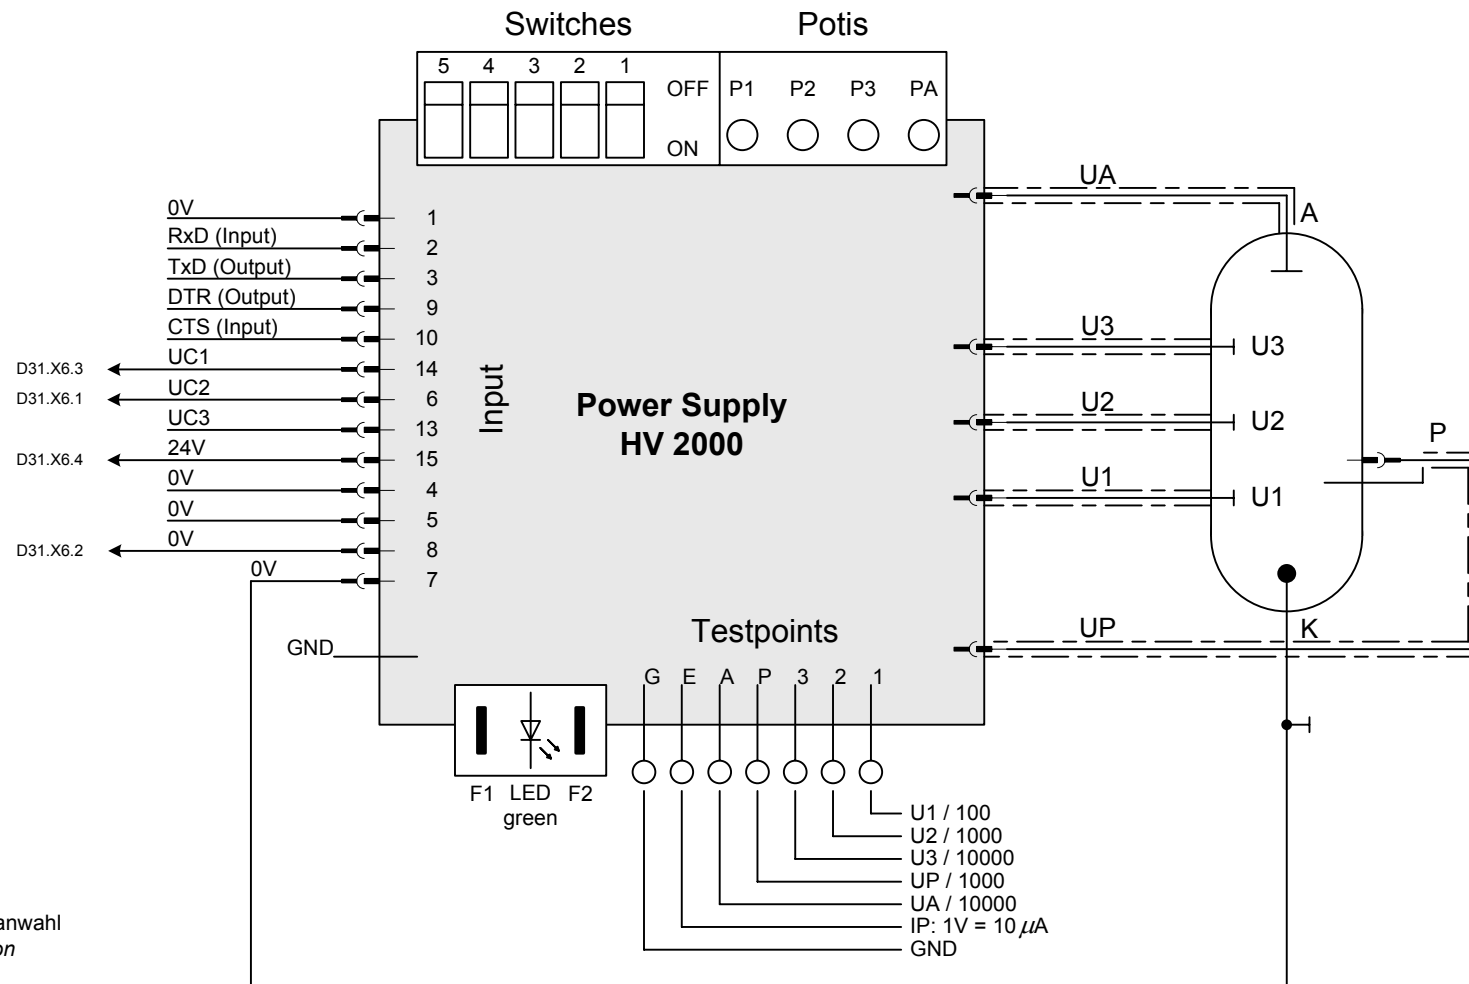 Switches Potis
5 4 3 2 1
OFF P1 P2 P3 PA
ON
UA
A
0V 1
RxD (Input) 2
TxD (Output) 3
DTR (Output) 9
CTS (Input) 10
D31.X6.3 UC1 14
D31.X6.1 UC2 6
UC3 13
D31.X6.4 24V 15
0V 4
0V 5
D31.X6.2 0V 8
0V 7
Input
Power Supply
HV 2000
U3 U3
U2 U2
P
U1 U1
GND
Testpoints
UP K
G E A P 3 2 1
F1 LED F2
green
U1 / 100
U2 / 1000
U3 / 10000
UP / 1000
UA / 10000
IP: 1V = 10 μA
GND
anwahl
on